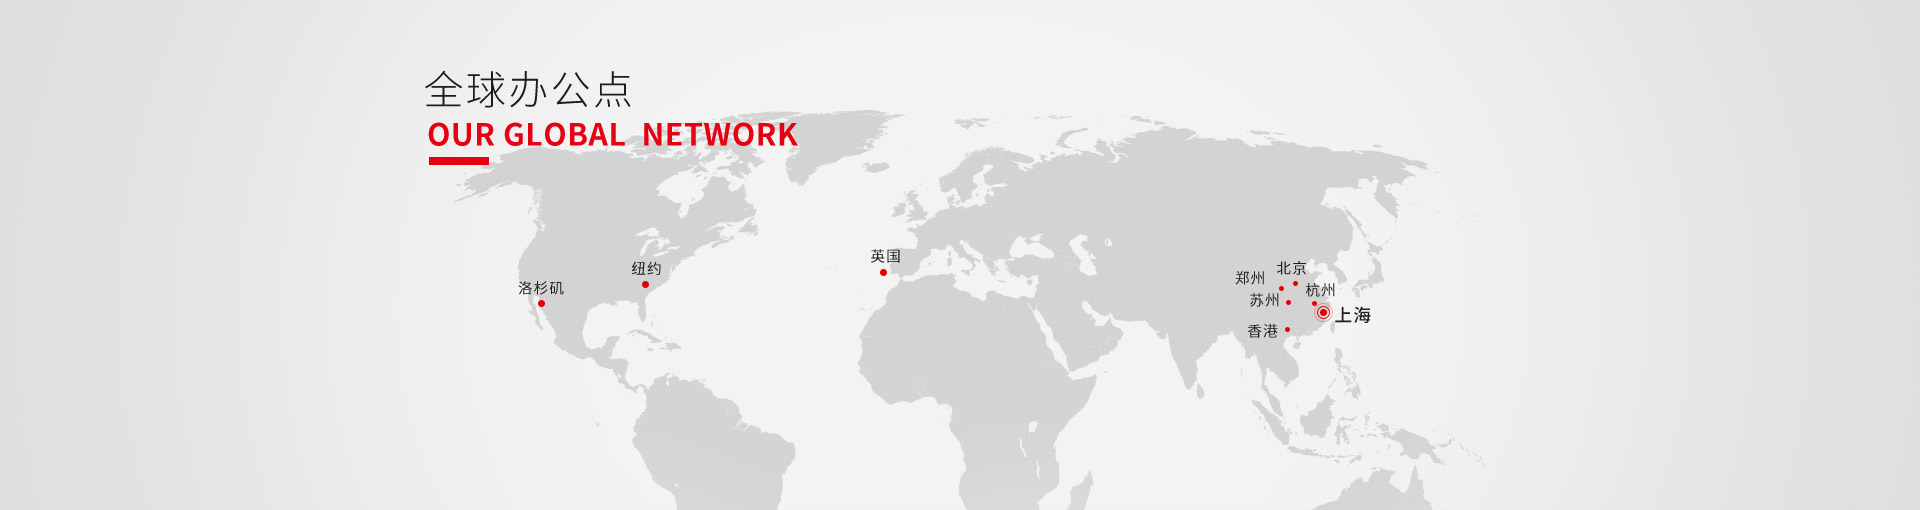 全球办公点
OUR GLOBAL NETWORK
英国
纽约
洛杉矶
北京
郑州
杭州
苏州
上海
香港